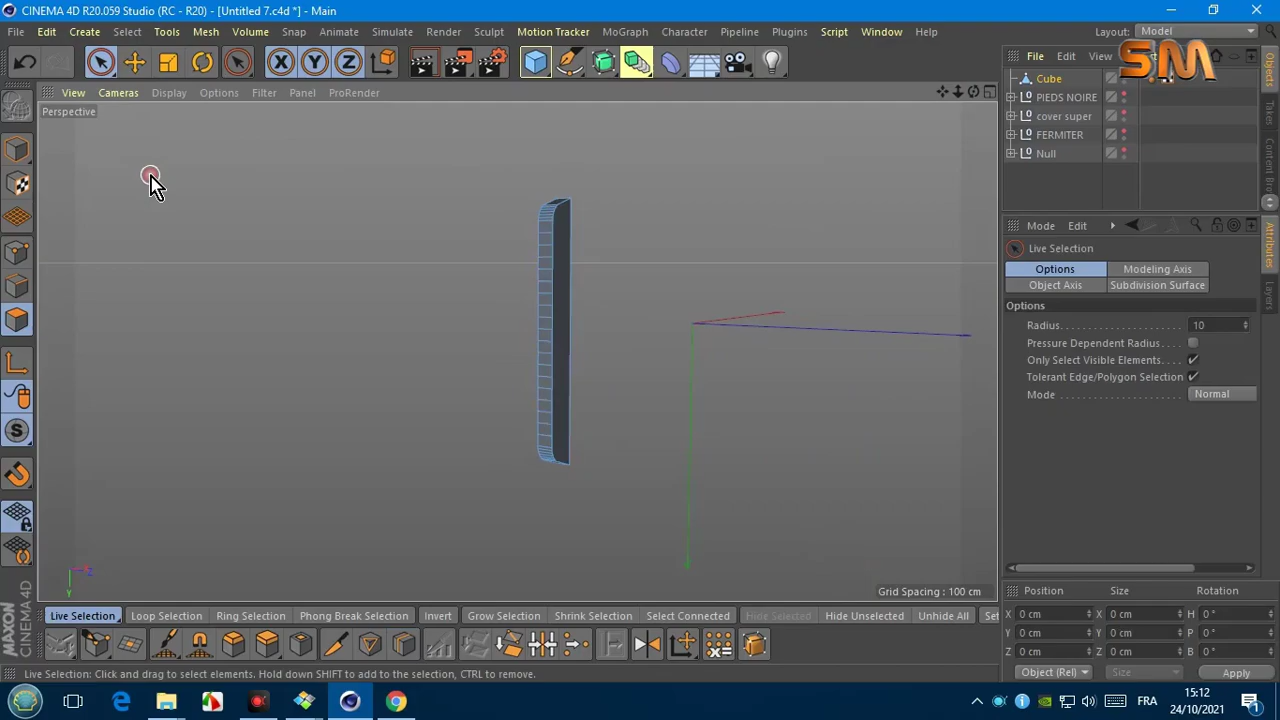 CINEMA 4D R20.059 Studio (RC - R20) - [Untitled 7.c4d *] - Main
File Edit Create Select Tools Mesh Volume Snap Animate Simulate Render Sculpt Motion Tracker MoGraph Character Pipeline Plugins Script Window Help Layout: Model
X Y Z
File Edit View
SM
View Cameras Display Options Filter Panel ProRender
Perspective
Cube
PIEDS NOIRE
cover super
FERMITER
Null
Objects
Takes
Content Bro
Mode Edit
Attributes
Layers
Live Selection
Options Modeling Axis
Object Axis Subdivision Surface
Options
Radius 10
Pressure Dependent Radius
Only Select Visible Elements
Tolerant Edge/Polygon Selection
Mode Normal
Z
Y
Grid Spacing : 100 cm
Position Size Rotation
X 0 cm X 0 cm H 0 °
Y 0 cm Y 0 cm P 0 °
Z 0 cm Z 0 cm B 0 °
Object (Rel) Size Apply
Live Selection Loop Selection Ring Selection Phong Break Selection Invert Grow Selection Shrink Selection Select Connected Hide Selected Hide Unselected Unhide All Set
MAXON CINEMA4D
Live Selection: Click and drag to select elements. Hold down SHIFT to add to the selection, CTRL to remove.
FRA
15:12
24/10/2021